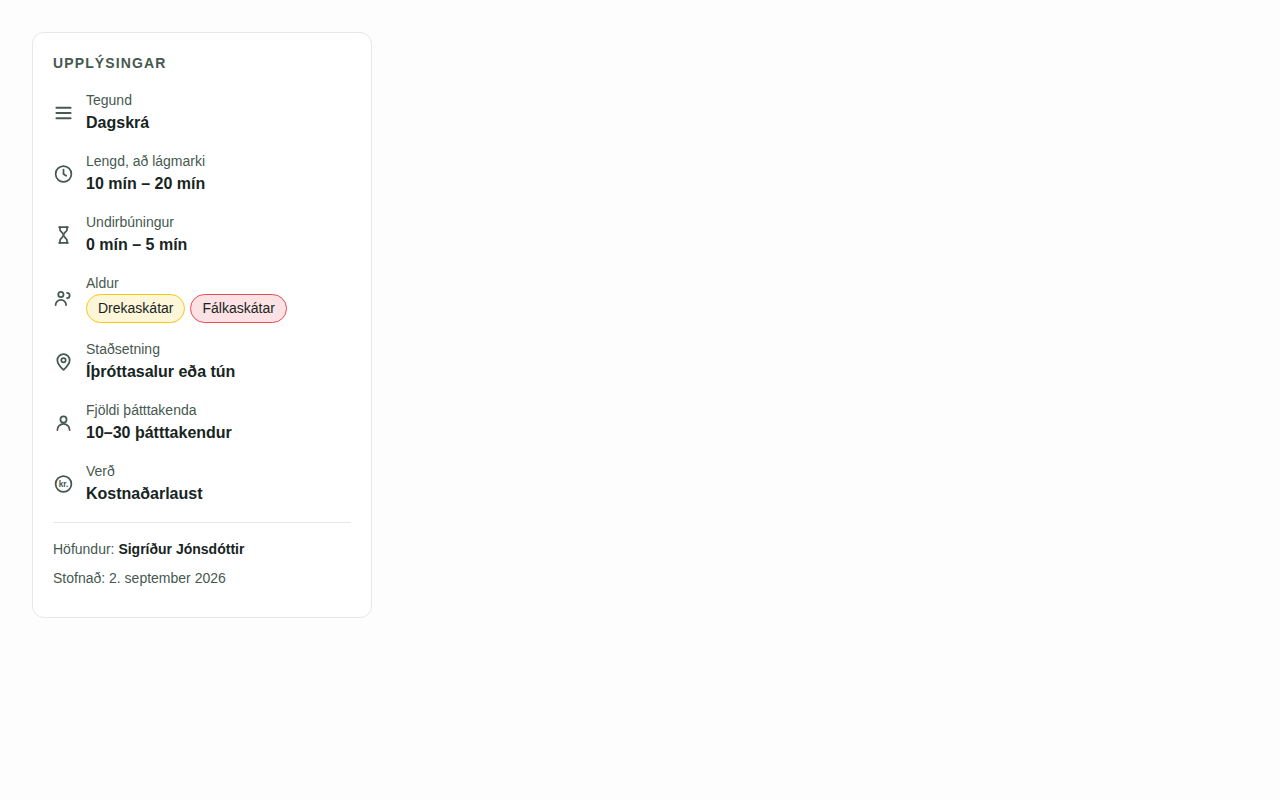 UPPLÝSINGAR
Tegund
Dagskrá
Lengd, að lágmarki
10 mín – 20 mín
Undirbúningur
0 mín – 5 mín
Aldur
Drekaskátar Fálkaskátar
Staðsetning
Íþróttasalur eða tún
Fjöldi þátttakenda
10–30 þátttakendur
kr.
Verð
Kostnaðarlaust
Höfundur: Sigríður Jónsdóttir
Stofnað: 2. september 2026